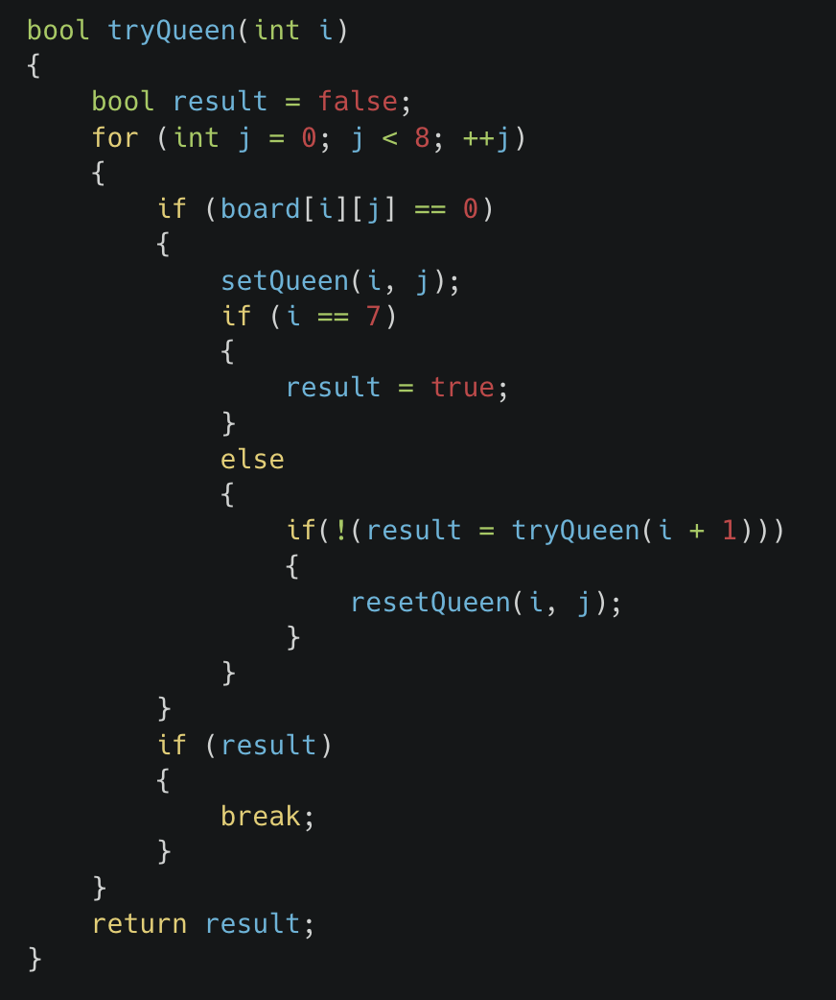 bool tryQueen(int i)
{
    bool result = false;
    for (int j = 0; j < 8; ++j)
    {
        if (board[i][j] == 0)
        {
            setQueen(i, j);
            if (i == 7)
            {
                result = true;
            }
            else
            {
                if(!(result = tryQueen(i + 1)))
                {
                    resetQueen(i, j);
                }
            }
        }
        if (result)
        {
            break;
        }
    }
    return result;
}